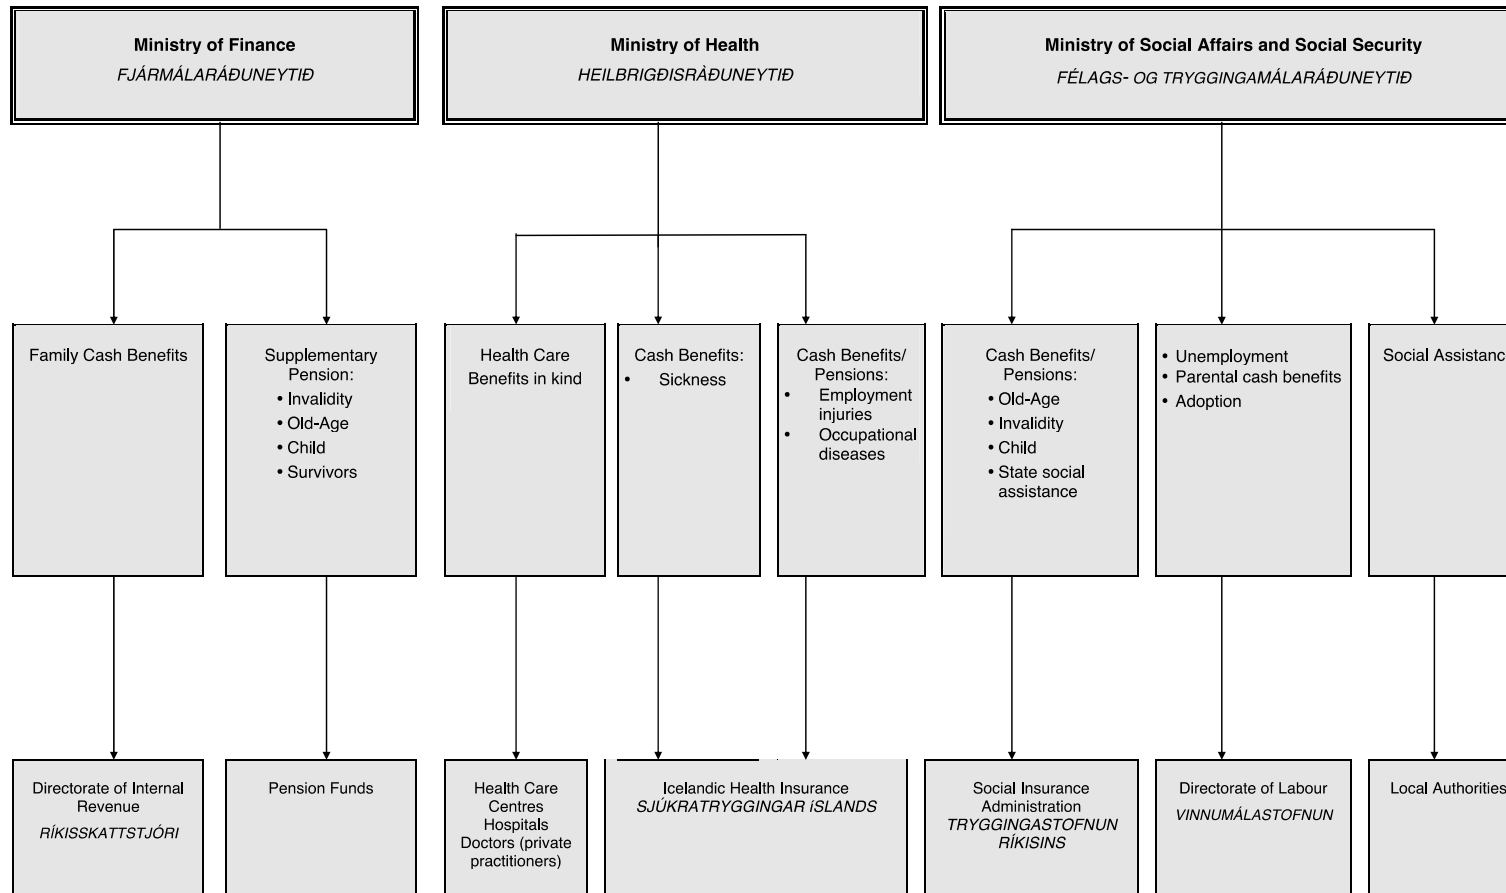 Ministry of Finance
FJÁRMÁLARÁÐUNEYTIÐ
Ministry of Health
HEILBRIGÐISRÀÐUNEYTIÐ
Ministry of Social Affairs and Social Security
FÉLAGS- OG TRYGGINGAMÁLARÁÐUNEYTIÐ
Family Cash Benefits
Supplementary
Pension:
• Invalidity
• Old-Age
• Child
• Survivors
Health Care
Benefits in kind
Cash Benefits:
• Sickness
Cash Benefits/
Pensions:
• Employment
injuries
• Occupational
diseases
Cash Benefits/
Pensions:
• Old-Age
• Invalidity
• Child
• State social
assistance
• Unemployment
• Parental cash benefits
• Adoption
Social Assistance
Directorate of Internal
Revenue
RÍKISSKATTSTJÓRI
Pension Funds
Health Care
Centres
Hospitals
Doctors (private
practitioners)
Icelandic Health Insurance
SJÚKRATRYGGINGAR íSLANDS
Social Insurance
Administration
TRYGGINGASTOFNUN
RÍKISINS
Directorate of Labour
VINNUMÁLASTOFNUN
Local Authorities